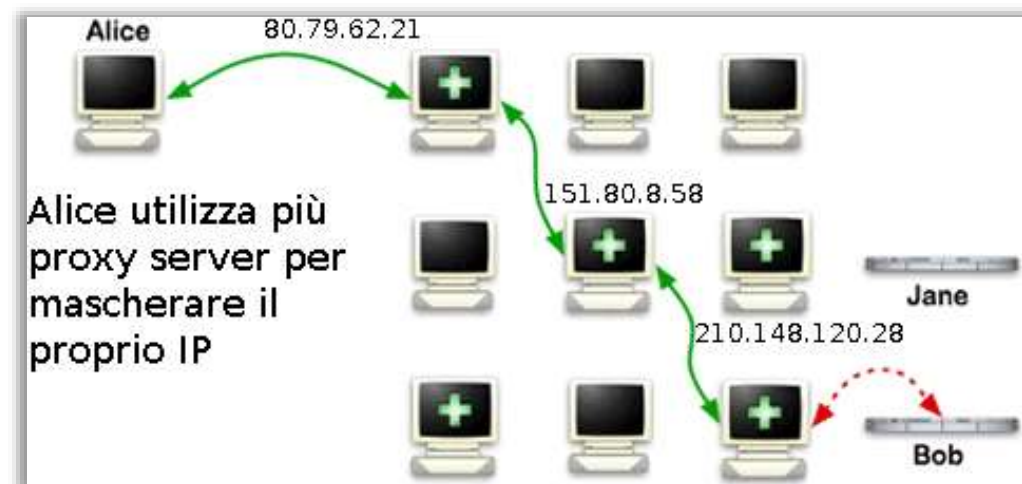 Alice
80.79.62.21
151.80.8.58
Alice utilizza più
proxy server per
mascherare il
proprio IP
Jane
210.148.120.28
Bob